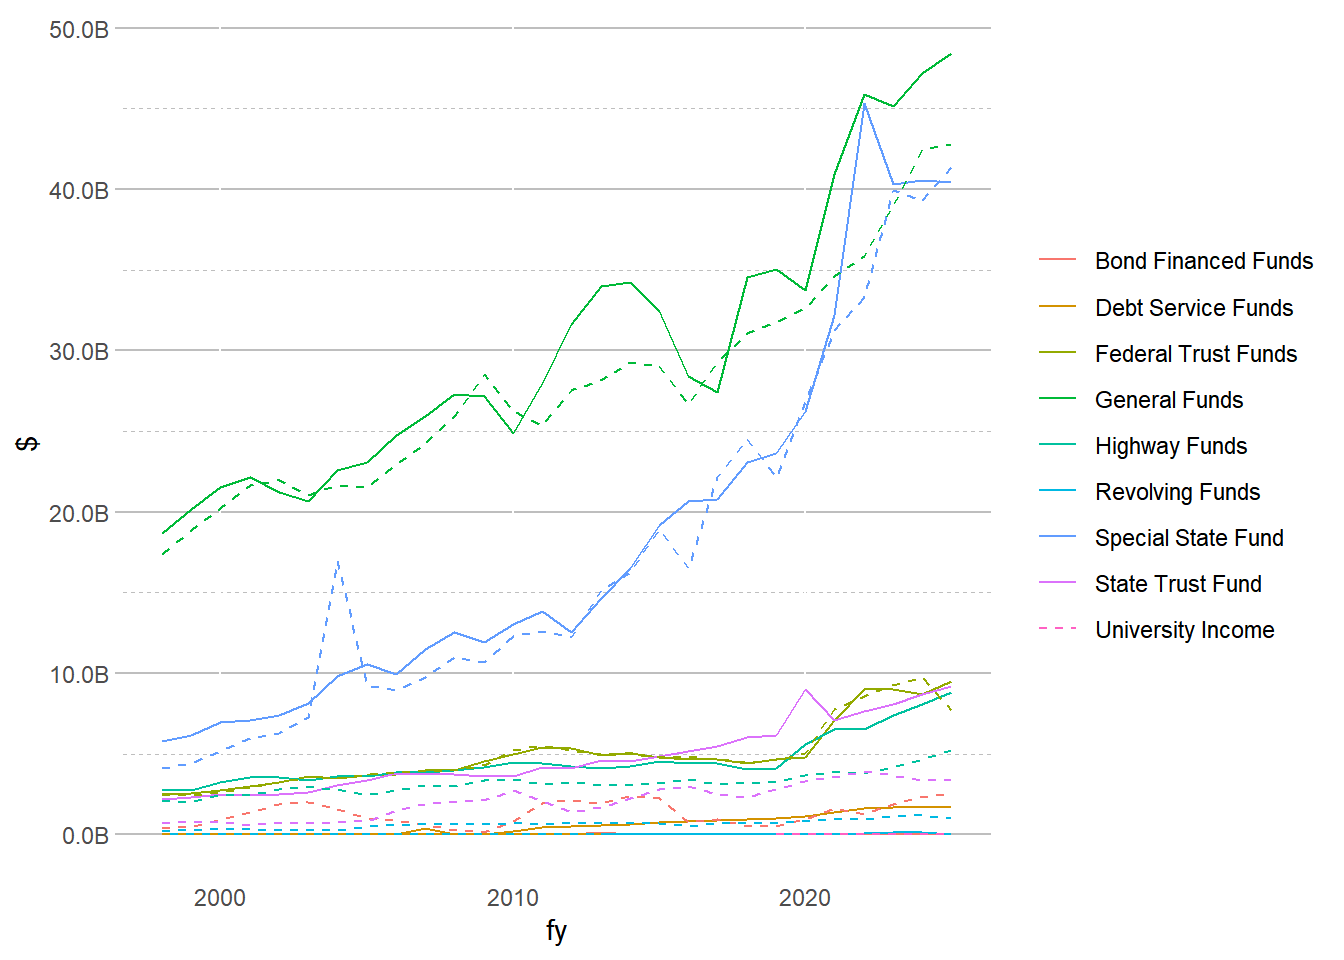 50.0B
40.0B
30.0B
20.0B
10.0B
0.0B
$
2000 2010 2020
fy
Bond Financed Funds
Debt Service Funds
Federal Trust Funds
General Funds
Highway Funds
Revolving Funds
Special State Fund
State Trust Fund
University Income